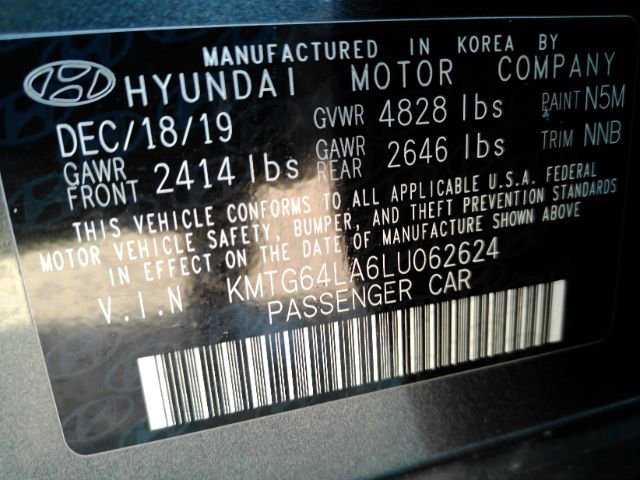 MANUFACTURED IN KOREA BY
HYUNDAI MOTOR COMPANY
DEC/18/19 GVWR 4828 lbs PAINT N5M
GAWR FRONT 2414 lbs GAWR REAR 2646 lbs TRIM NNB
THIS VEHICLE CONFORMS TO ALL APPLICABLE U.S.A. FEDERAL
MOTOR VEHICLE SAFETY, BUMPER, AND THEFT PREVENTION STANDARDS
IN EFFECT ON THE DATE OF MANUFACTURE SHOWN ABOVE
V.I.N KMTG64LA6LU062624
PASSENGER CAR